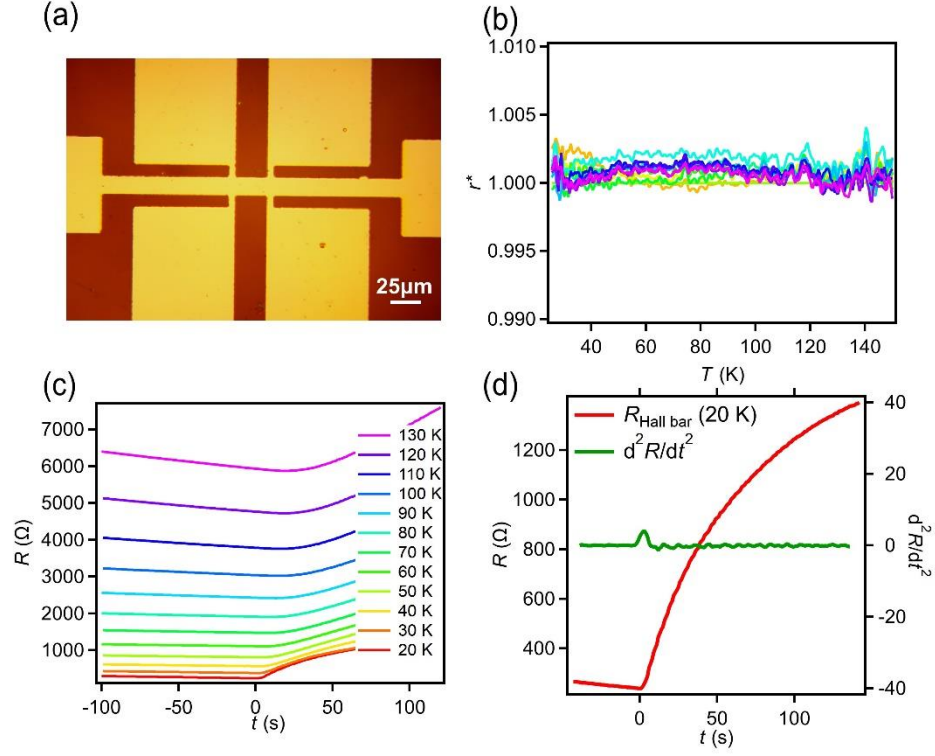 (a)
25µm
(b)
1.010
1.005
1.000
0.995
0.990
r*
40
60
80
100
120
140
T (K)
(c)
7000
6000
5000
4000
3000
2000
1000
R (Ω)
130 K
120 K
110 K
100 K
90 K
80 K
70 K
60 K
50 K
40 K
30 K
20 K
-100
-50
0
50
100
t (s)
(d)
R Hall bar (20 K)
d²R/dt²
1200
1000
800
600
400
R (Ω)
40
20
0
-20
-40
d²R/dt²
0
50
100
t (s)